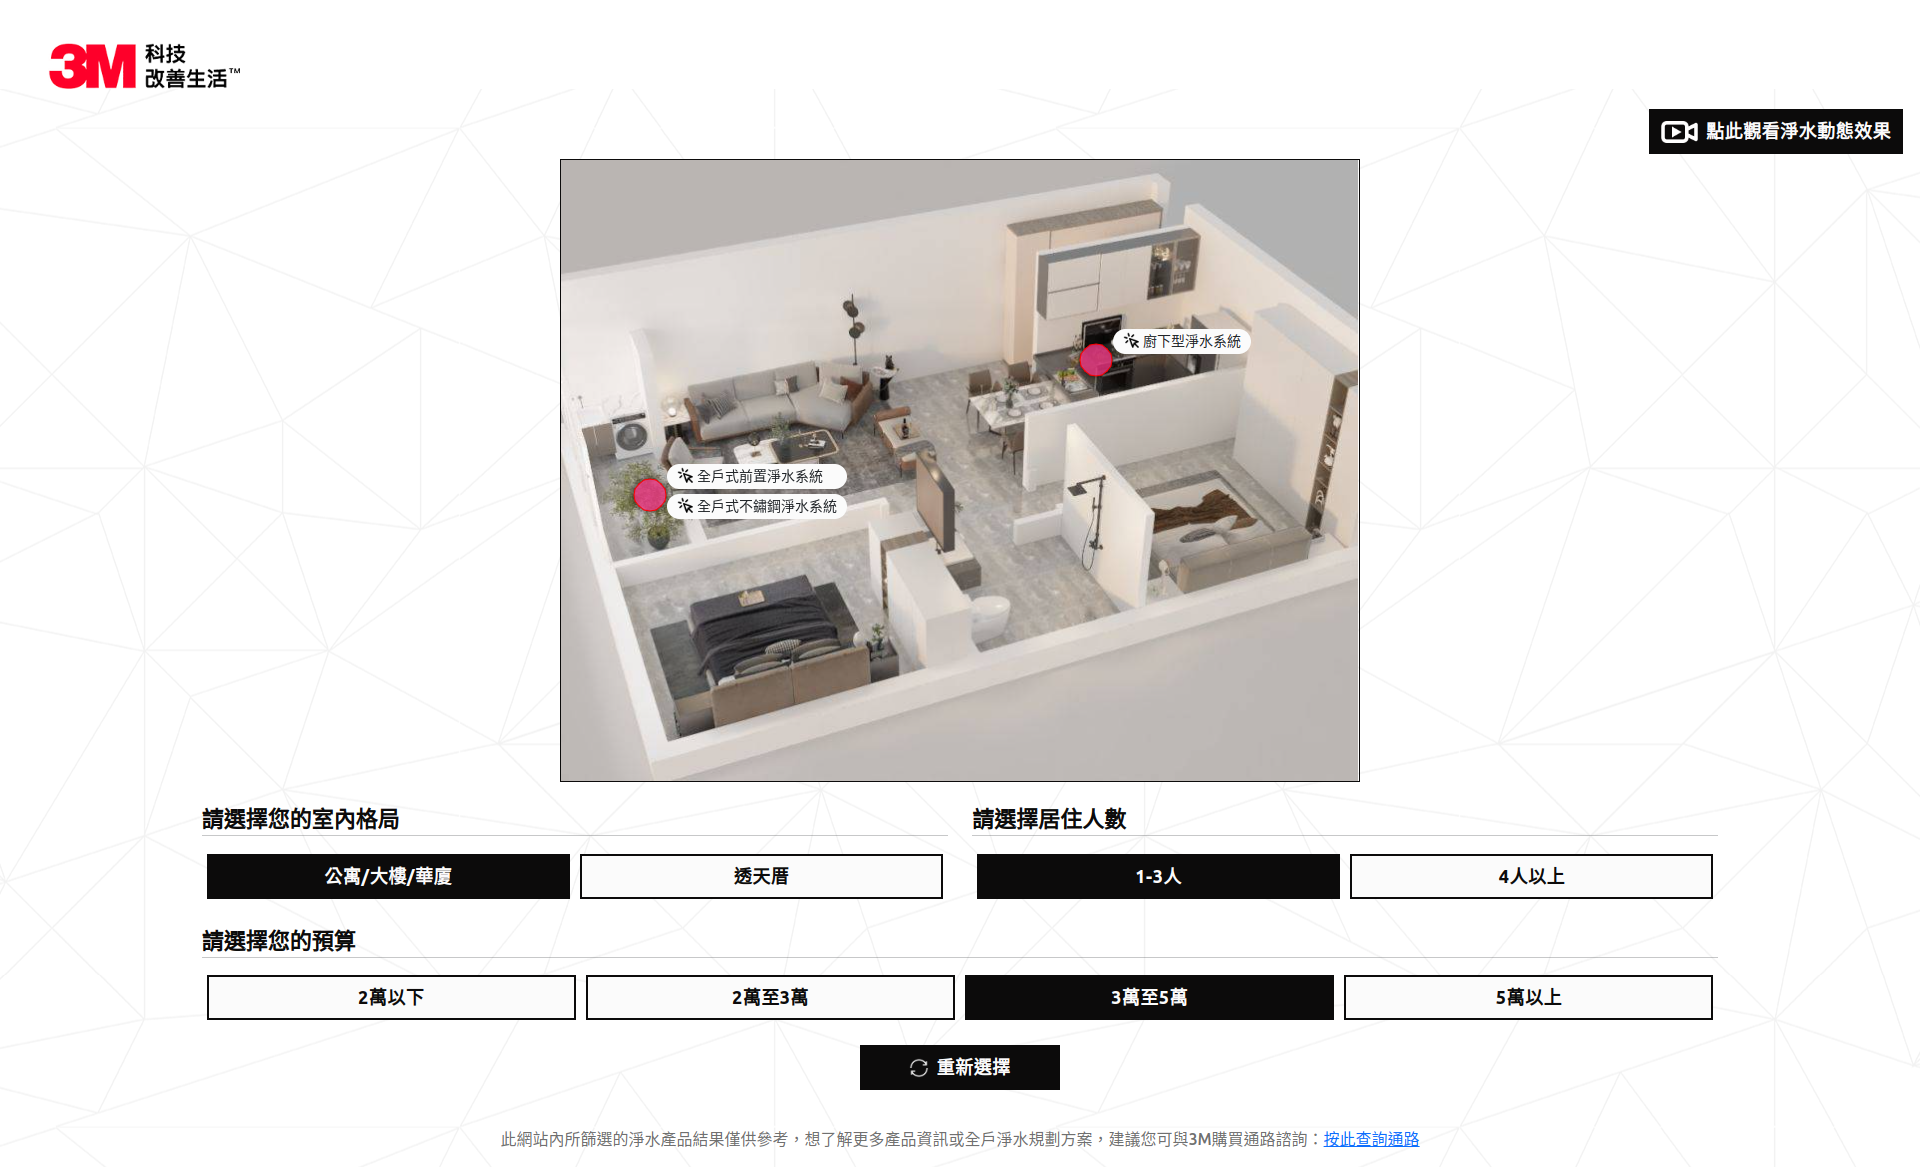 3M 科技
改善生活™
點此觀看淨水動態效果
廚下型淨水系統
全戶式前置淨水系統
全戶式不鏽鋼淨水系統
請選擇您的室內格局
公寓/大樓/華廈
透天厝
請選擇居住人數
1-3人
4人以上
請選擇您的預算
2萬以下
2萬至3萬
3萬至5萬
5萬以上
重新選擇
此網站內所篩選的淨水產品結果僅供參考，想了解更多產品資訊或全戶淨水規劃方案，建議您可與3M購買通路諮詢：按此查詢通路